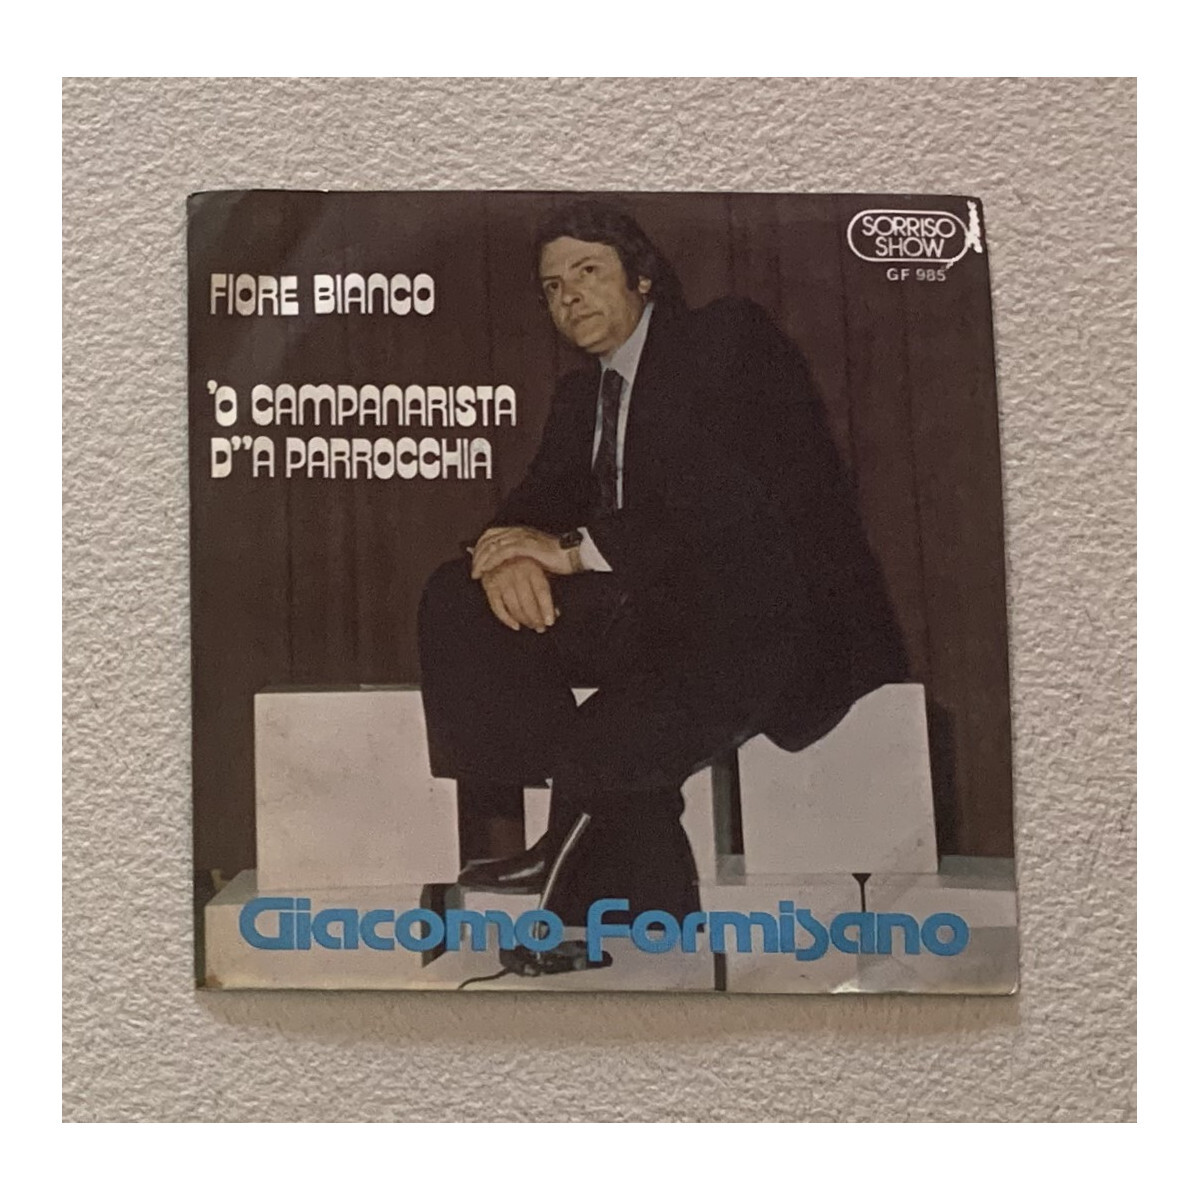 SORRISO
SHOW
GF 985
FIORE BIANCO
'O CAMPANARISTA
D''A PARROCCHIA
Giacomo Formisano